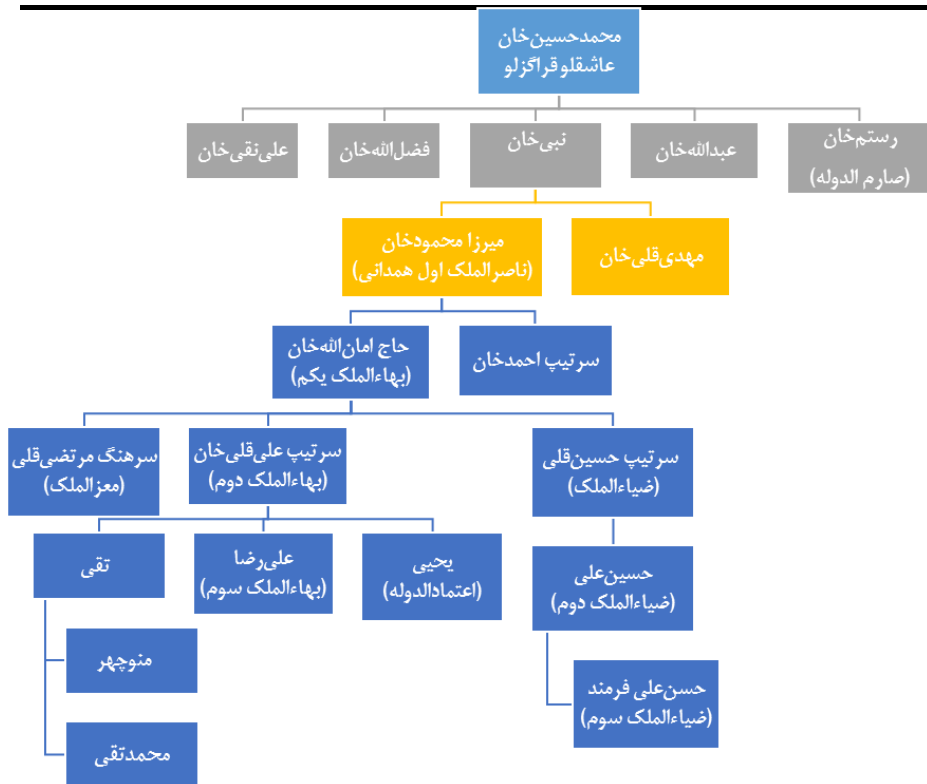 محمدحسین‌خان
عاشقلو قراگزلو
رستم‌خان
(صارم الدوله)
عبدالله‌خان
نبی‌خان
فضل‌الله‌خان
علی‌نقی‌خان
مهدی‌قلی‌خان
میرزا محمودخان
(ناصرالملک اول همدانی)
سرتیپ احمدخان
حاج امان‌الله‌خان
(بهاءالملک یکم)
سرتیپ حسین‌قلی
(ضیاءالملک)
سرتیپ علی‌قلی‌خان
(بهاءالملک دوم)
سرهنگ مرتضی‌قلی
(معزالملک)
حسین‌علی
(ضیاءالملک دوم)
یحیی
(اعتمادالدوله)
علی‌رضا
(بهاءالملک سوم)
تقی
حسن‌علی فرمند
(ضیاءالملک سوم)
منوچهر
محمدتقی